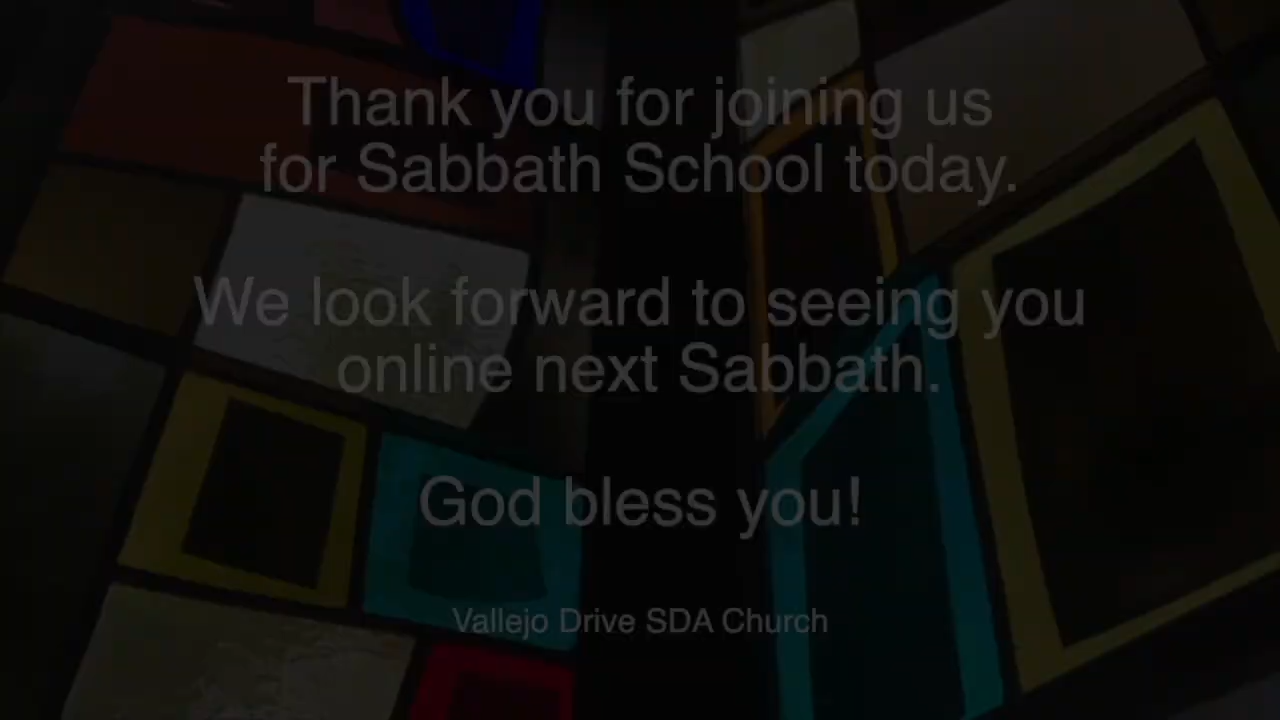 Thank you for joining us
for Sabbath School today.
We look forward to seeing you
online next Sabbath.
God bless you!
Vallejo Drive SDA Church